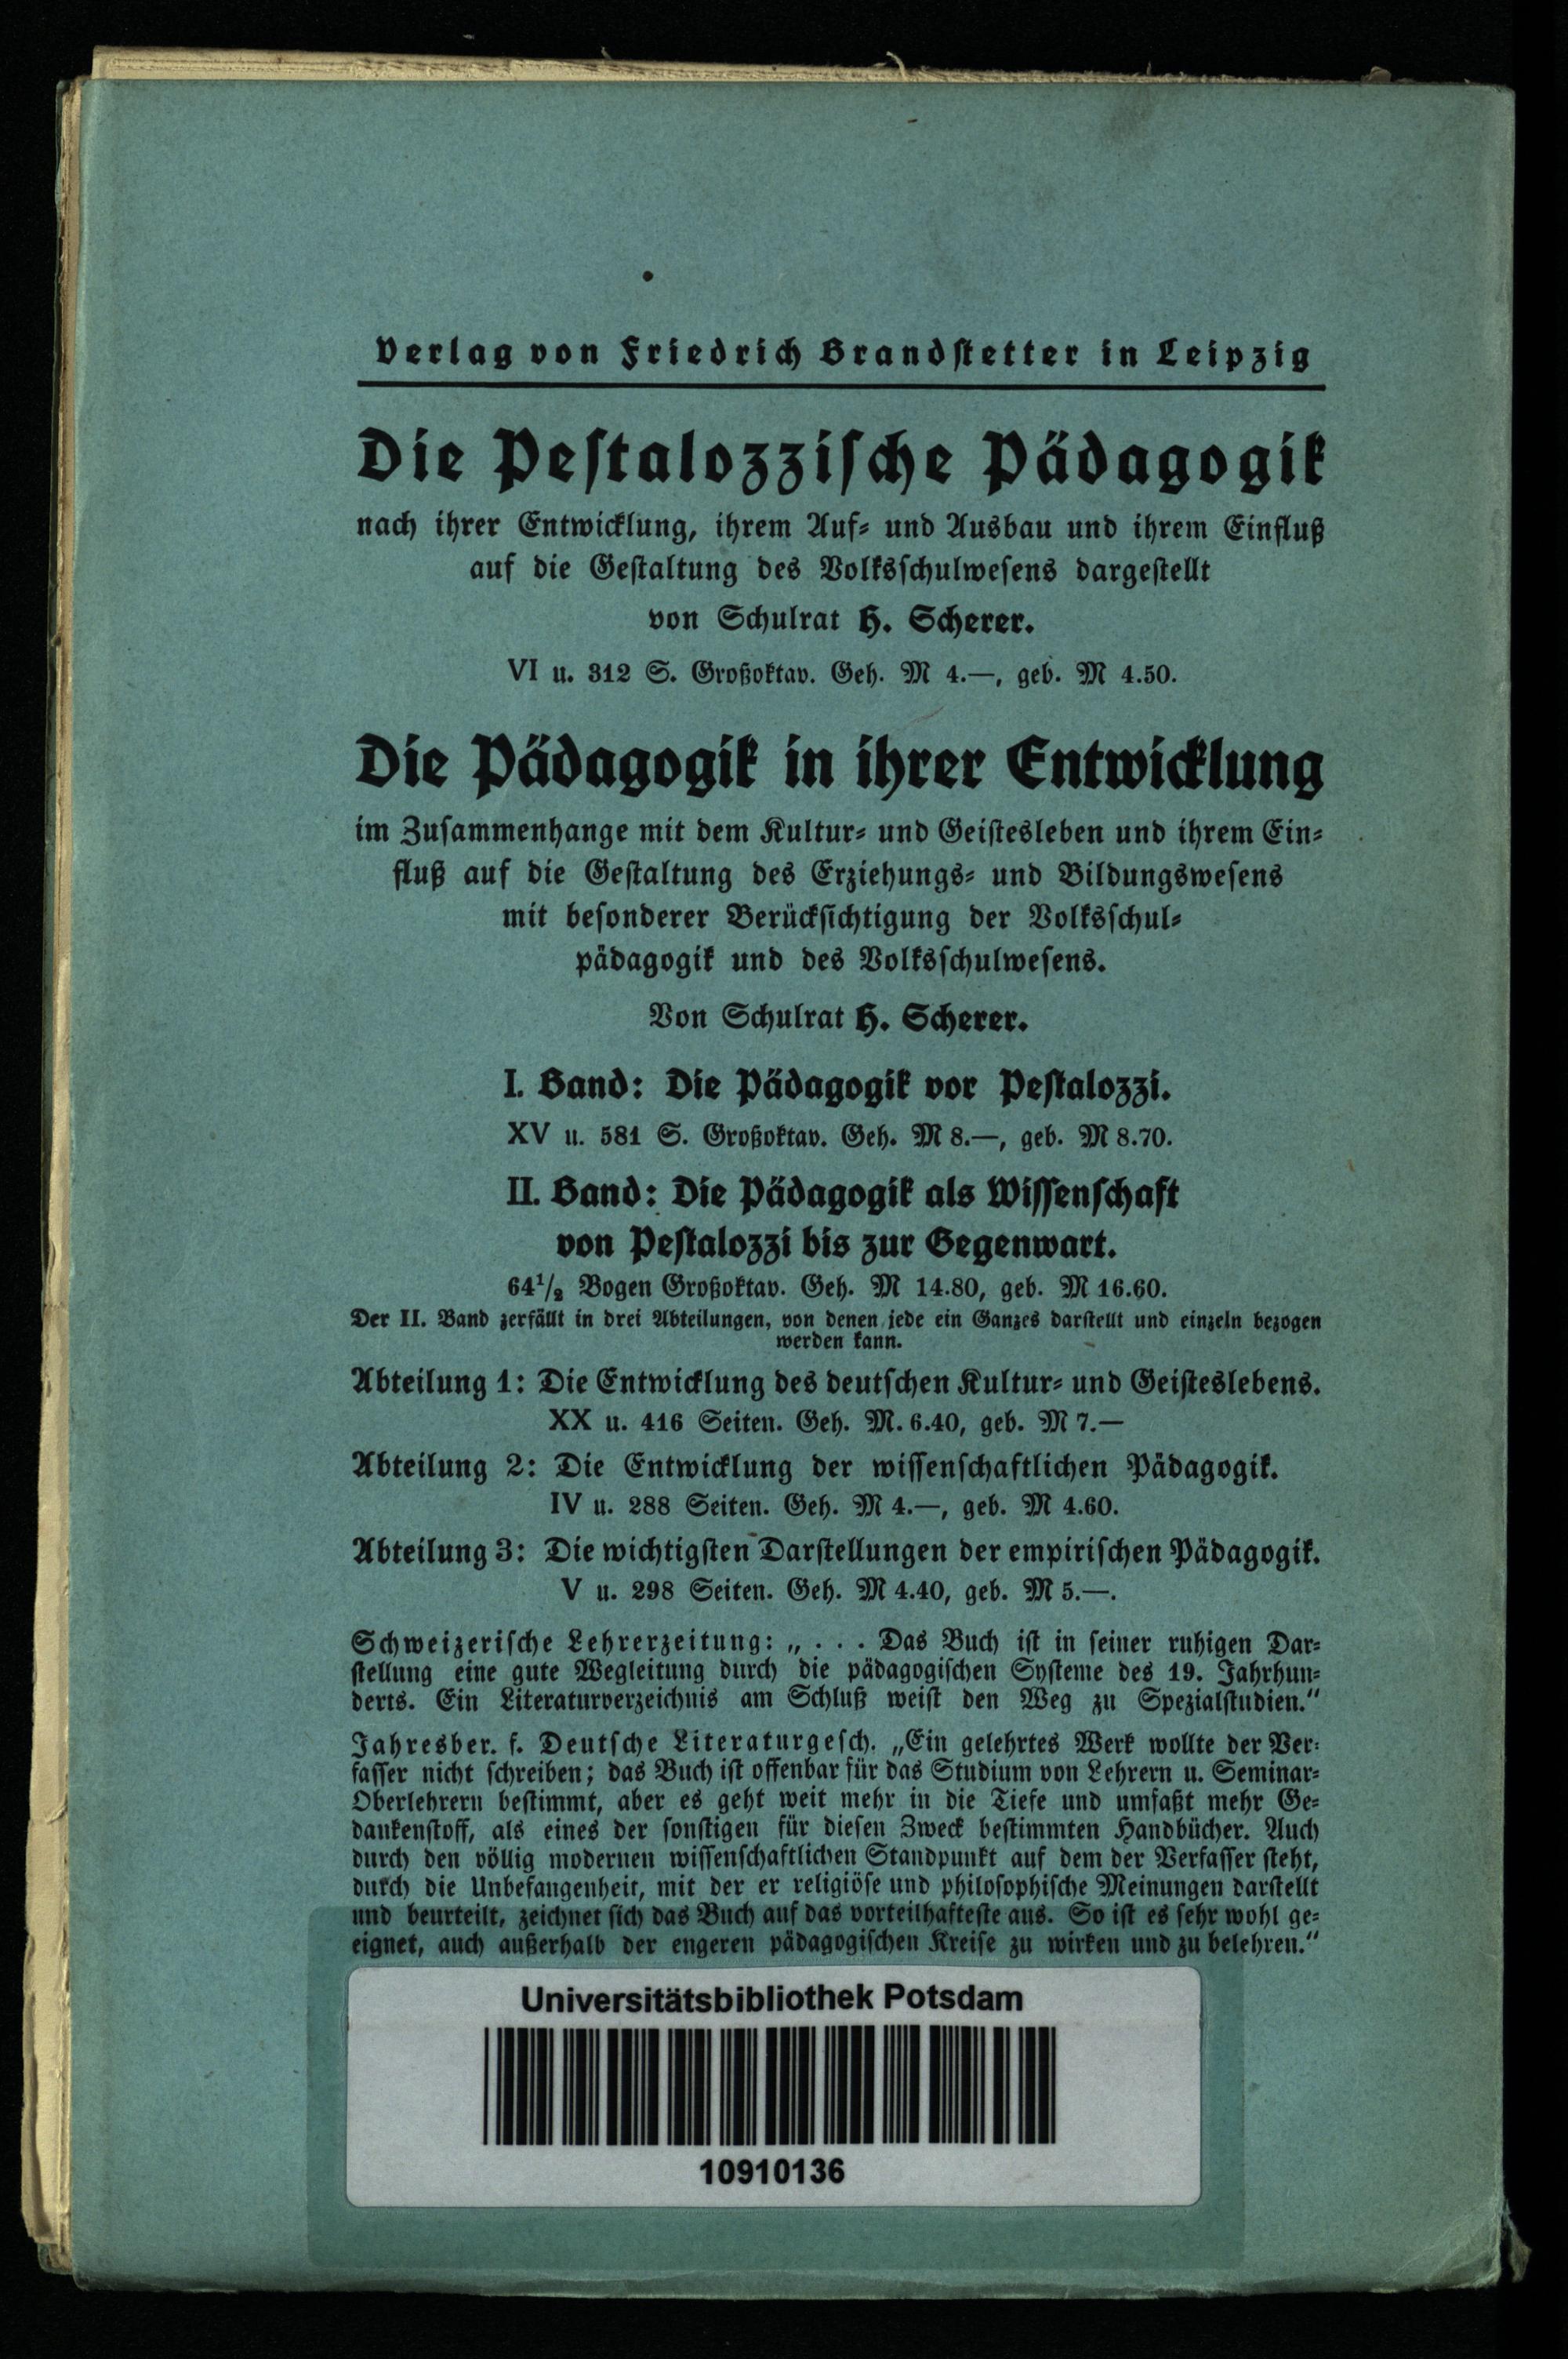 Verlag von Friedrich Brandstetter in Leipzig
Die Pestalozzische Pädagogik
nach ihrer Entwicklung, ihrem Auf- und Ausbau und ihrem Einfluß
auf die Gestaltung des Volksschulwesens dargestellt
von Schulrat H. Scherer.
VI u. 312 S. Großoktav. Geh. M 4.—, geb. M 4.50.
Die Pädagogik in ihrer Entwicklung
im Zusammenhange mit dem Kultur- und Geistesleben und ihrem Ein-
fluß auf die Gestaltung des Erziehungs- und Bildungswesens
mit besonderer Berücksichtigung der Volksschul-
pädagogik und des Volksschulwesens.
Von Schulrat H. Scherer.
I. Band: Die Pädagogik vor Pestalozzi.
XV u. 581 S. Großoktav. Geh. M 8.—, geb. M 8.70.
II. Band: Die Pädagogik als Wissenschaft
von Pestalozzi bis zur Gegenwart.
64 1/2 Bogen Großoktav. Geh. M 14.80, geb. M 16.60.
Der II. Band zerfällt in drei Abteilungen, von denen jede ein Ganzes darstellt und einzeln bezogen
werden kann.
Abteilung 1: Die Entwicklung des deutschen Kultur- und Geisteslebens.
XX u. 416 Seiten. Geh. M. 6.40, geb. M 7.—
Abteilung 2: Die Entwicklung der wissenschaftlichen Pädagogik.
IV u. 288 Seiten. Geh. M 4.—, geb. M 4.60.
Abteilung 3: Die wichtigsten Darstellungen der empirischen Pädagogik.
V u. 298 Seiten. Geh. M 4.40, geb. M 5.—.
Schweizerische Lehrerzeitung: „ . . . Das Buch ist in seiner ruhigen Dar-
stellung eine gute Wegleitung durch die pädagogischen Systeme des 19. Jahrhun-
derts. Ein Literaturverzeichnis am Schluß weist den Weg zu Spezialstudien.“
Jahresber. f. Deutsche Literaturgesch. „Ein gelehrtes Werk wollte der Ver-
fasser nicht schreiben; das Buch ist offenbar für das Studium von Lehrern u. Seminar-
Oberlehrern bestimmt, aber es geht weit mehr in die Tiefe und umfaßt mehr Ge-
dankenstoff, als eines der sonstigen für diesen Zweck bestimmten Handbücher. Auch
durch den völlig modernen wissenschaftlichen Standpunkt auf dem der Verfasser steht,
durch die Unbefangenheit, mit der er religiöse und philosophische Meinungen darstellt
und beurteilt, zeichnet sich das Buch auf das vorteilhafteste aus. So ist es sehr wohl ge-
eignet, auch außerhalb der engeren pädagogischen Kreise zu wirken und zu belehren.“
Universitätsbibliothek Potsdam
10910136